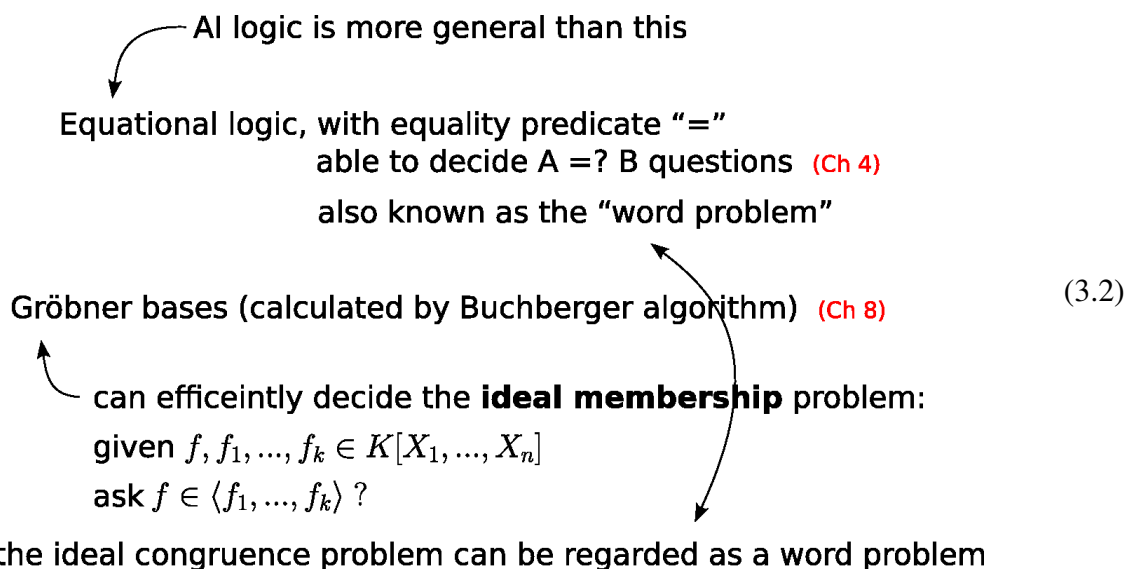 AI logic is more general than this
Equational logic, with equality predicate “=”
able to decide A =? B questions (Ch 4)
also known as the “word problem”
(3.2)
Gröbner bases (calculated by Buchberger algorithm) (Ch 8)
can efficeintly decide the ideal membership problem:
given f, f₁, ..., fₖ ∈ K[X₁, ..., Xₙ]
ask f ∈ ⟨f₁, ..., fₖ⟩ ?
the ideal congruence problem can be regarded as a word problem